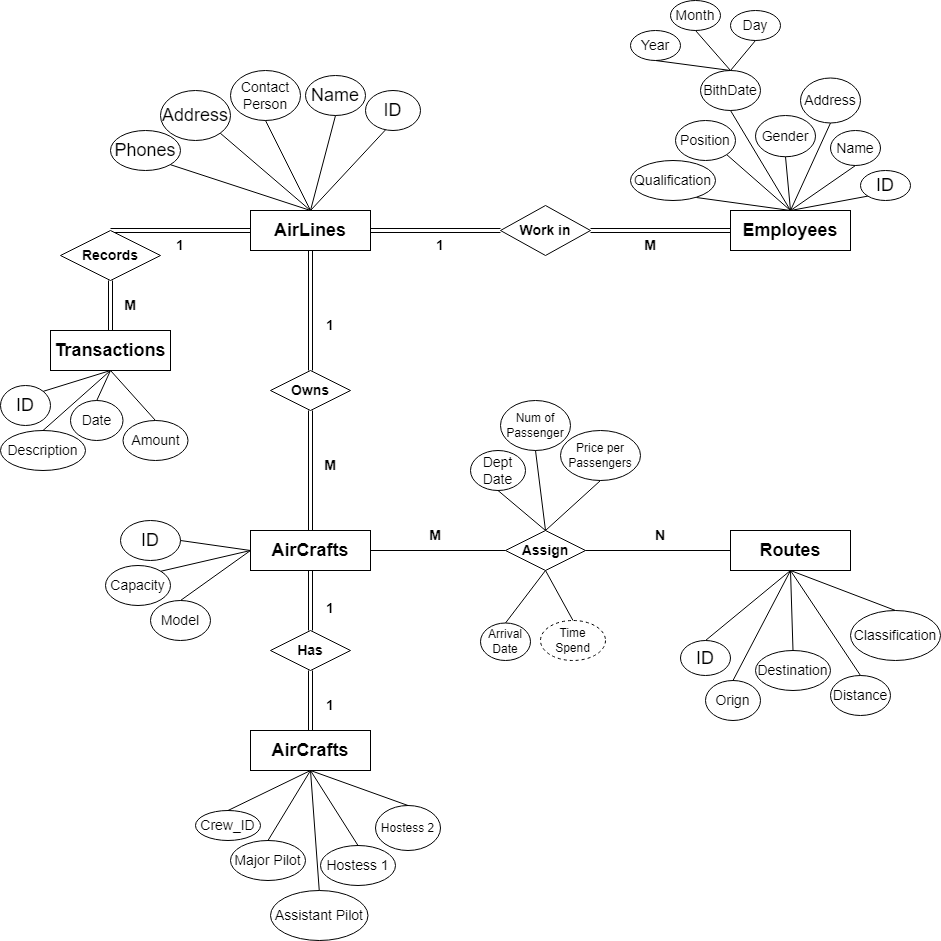 Month
Day
Year
BithDate
Contact
Person
Name
Address
ID
Phones
Address
Gender
Position
Name
Qualification
ID
AirLines
1
Work in
M
Employees
1
Records
M
Transactions
1
ID
Date
Description
Amount
Owns
M
Num of
Passenger
Dept
Date
Price per
Passengers
ID
Capacity
Model
AirCrafts
M
Assign
N
Routes
Arrival
Date
Time
Spend
ID
Orign
Destination
Distance
Classification
1
Has
1
AirCrafts
Crew_ID
Major Pilot
Assistant Pilot
Hostess 1
Hostess 2